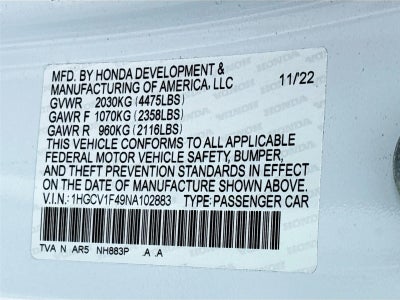 MFD. BY HONDA DEVELOPMENT &
MANUFACTURING OF AMERICA, LLC 11/22
GVWR 2030KG (4475LBS)
GAWR F 1070KG (2358LBS)
GAWR R 960KG (2116LBS)
THIS VEHICLE CONFORMS TO ALL APPLICABLE
FEDERAL MOTOR VEHICLE SAFETY, BUMPER,
AND THEFT PREVENTION STANDARDS IN EFFECT
ON THE DATE OF MANUFACTURE SHOWN ABOVE.
V.I.N.: 1HGCV1F49NA102883 TYPE: PASSENGER CAR
TVA N AR5 NH883P .A .A